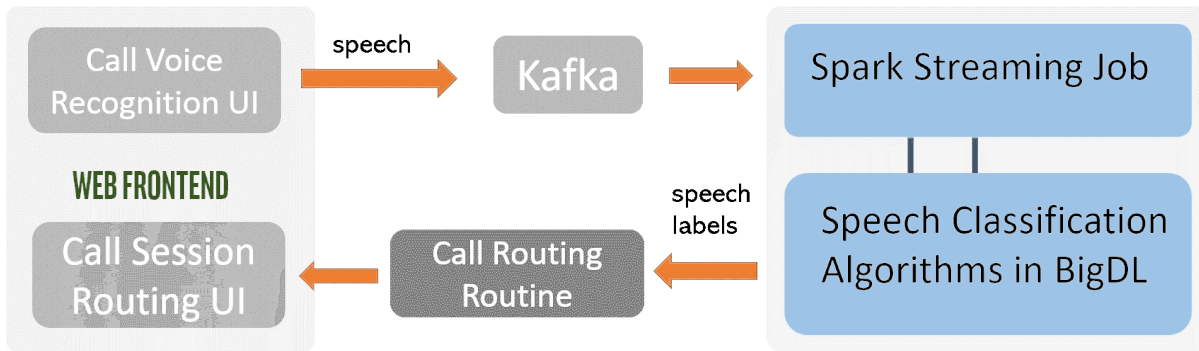 Call Voice
Recognition UI
speech
Kafka
Spark Streaming Job
WEB FRONTEND
Call Session
Routing UI
Call Routing
Routine
speech
labels
Speech Classification
Algorithms in BigDL